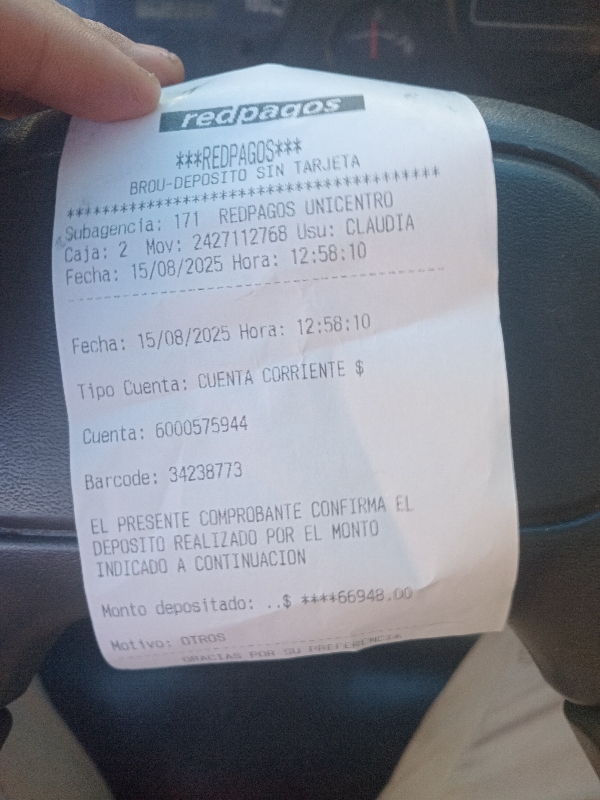 redpagos
***REDPAGOS***
BROU-DEPOSITO SIN TARJETA
****************************************
Subagencia: 171 REDPAGOS UNICENTRO
Caja: 2 Mov: 2427112768 Usu: CLAUDIA
Fecha: 15/08/2025 Hora: 12:58:10
----------------------------------------
Fecha: 15/08/2025 Hora: 12:58:10
Tipo Cuenta: CUENTA CORRIENTE $
Cuenta: 6000575944
Barcode: 34238773
EL PRESENTE COMPROBANTE CONFIRMA EL
DEPOSITO REALIZADO POR EL MONTO
INDICADO A CONTINUACION
Monto depositado: ..$ ****66948.00
Motivo: OTROS
----------------------------------------
GRACIAS POR SU PREFERENCIA